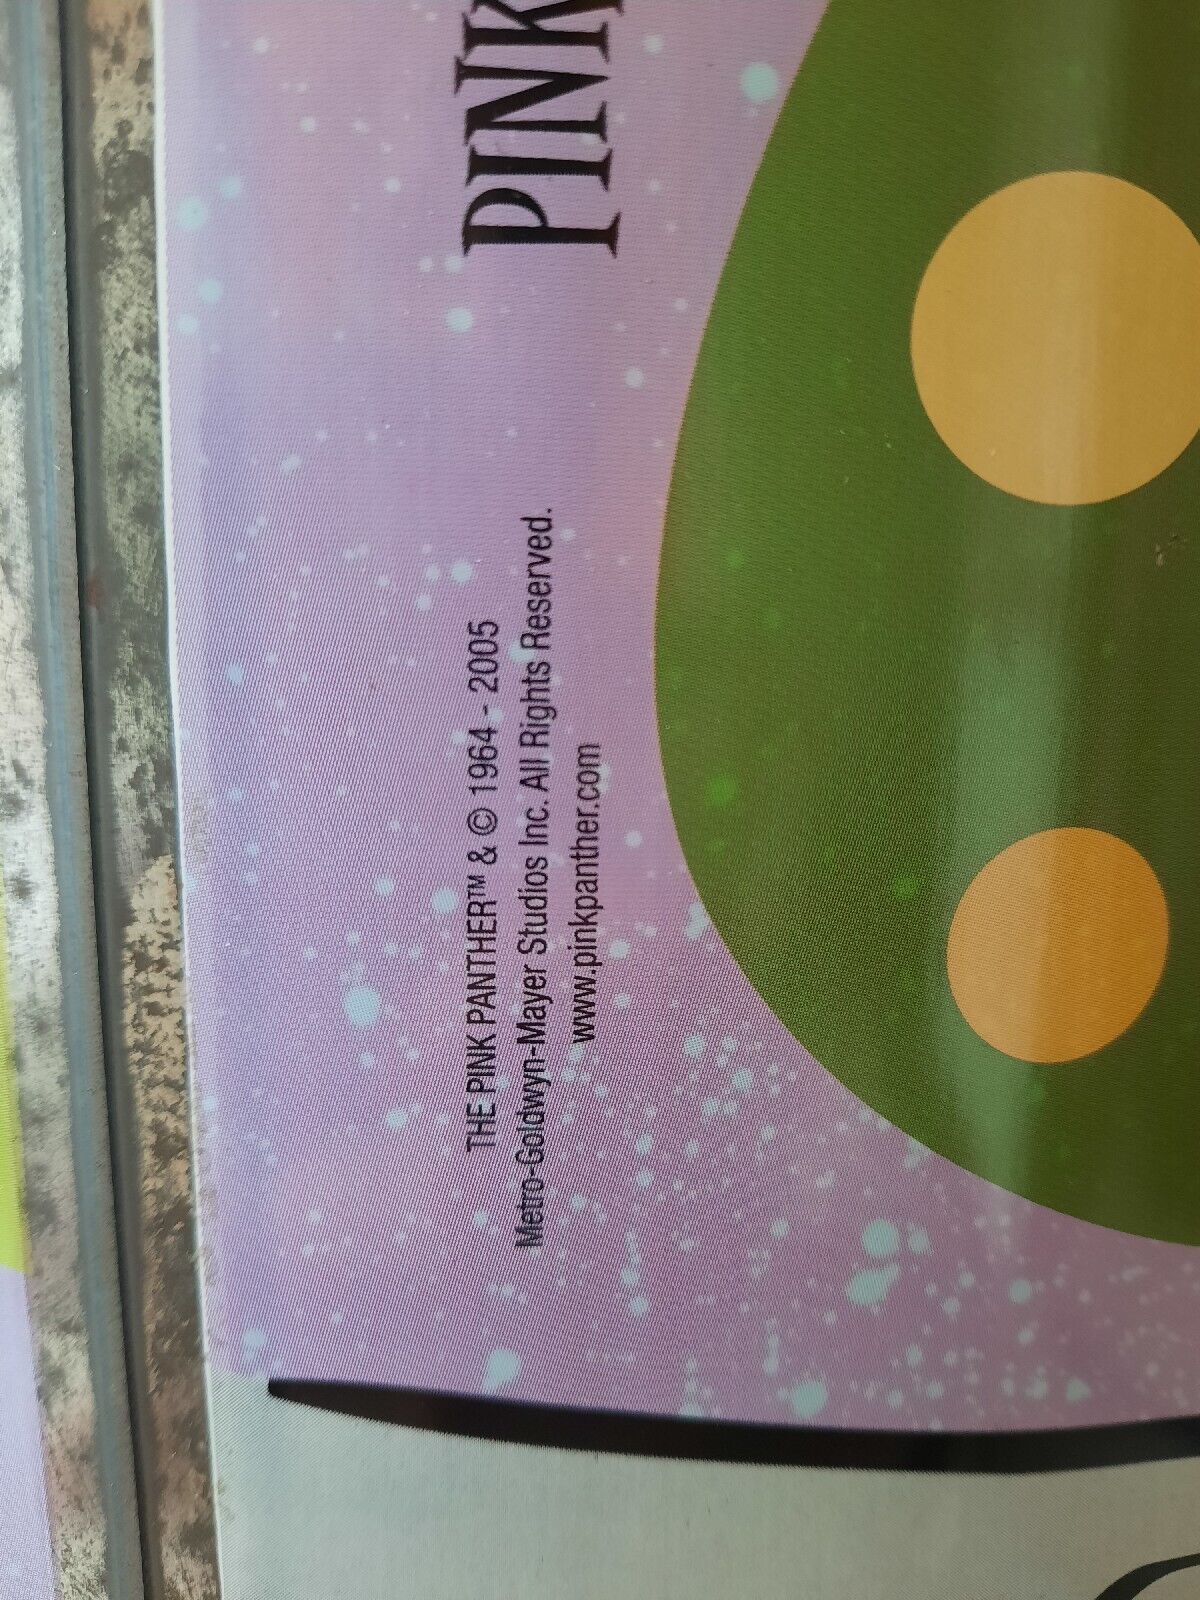 PINK
THE PINK PANTHER™ & © 1964 - 2005
Metro-Goldwyn-Mayer Studios Inc. All Rights Reserved.
www.pinkpanther.com